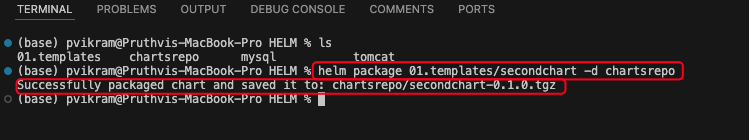 TERMINAL PROBLEMS OUTPUT DEBUG CONSOLE COMMENTS PORTS
(base) pvikram@Pruthvis-MacBook-Pro HELM % ls
01.templates chartsrepo mysql tomcat
(base) pvikram@Pruthvis-MacBook-Pro HELM % helm package 01.templates/secondchart -d chartsrepo
Successfully packaged chart and saved it to: chartsrepo/secondchart-0.1.0.tgz
(base) pvikram@Pruthvis-MacBook-Pro HELM %